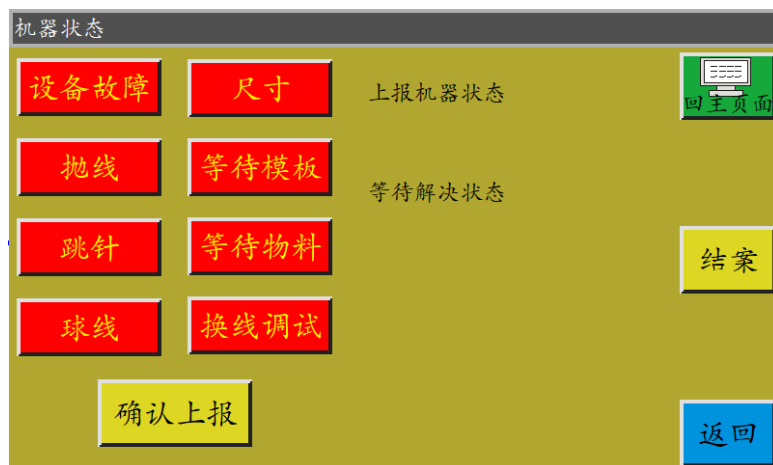 机器状态
设备故障
尺寸
上报机器状态
回主页面
抛线
等待模板
等待解决状态
跳针
等待物料
结案
球线
换线调试
确认上报
返回